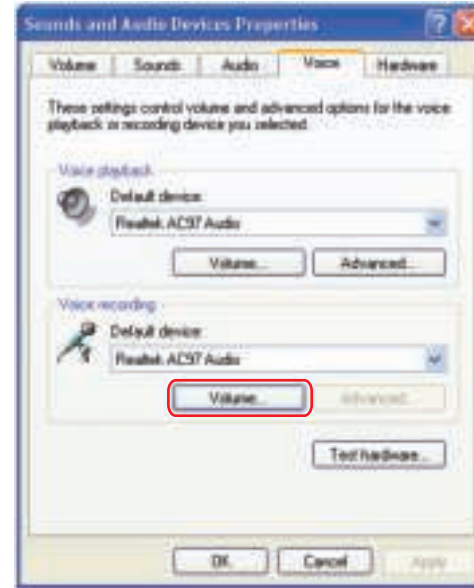 Sounds and Audio Devices Properties
Volume Sounds Audio Voice Hardware
These settings control volume and advanced options for the voice
playback or recording device you selected.
Voice playback
Default device:
Realtek AC97 Audio
Volume... Advanced...
Voice recording
Default device:
Realtek AC97 Audio
Volume... Advanced...
Test hardware...
OK Cancel Apply